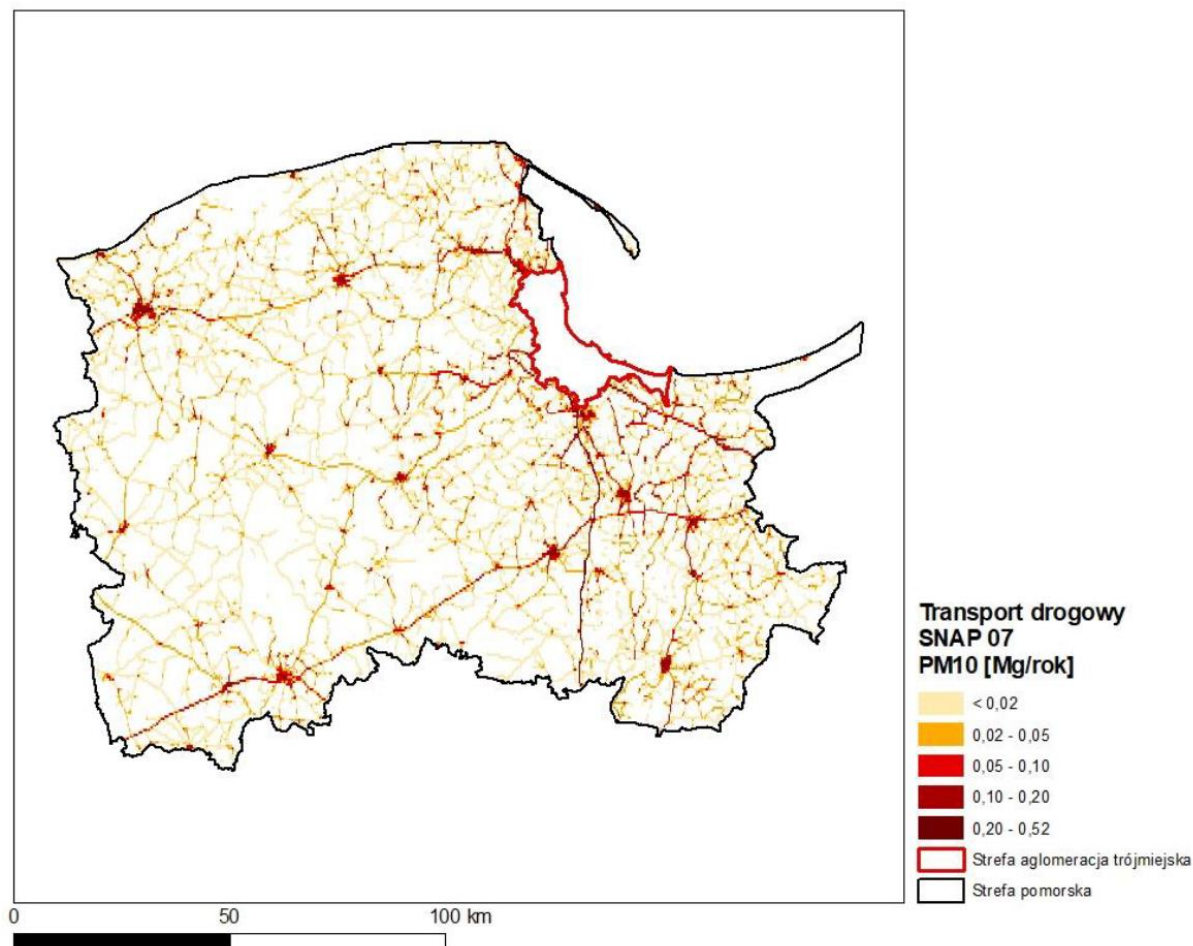 Transport drogowy
SNAP 07
PM10 [Mg/rok]
< 0,02
0,02 - 0,05
0,05 - 0,10
0,10 - 0,20
0,20 - 0,52
Strefa aglomeracja trójmiejska
Strefa pomorska
0 50 100 km